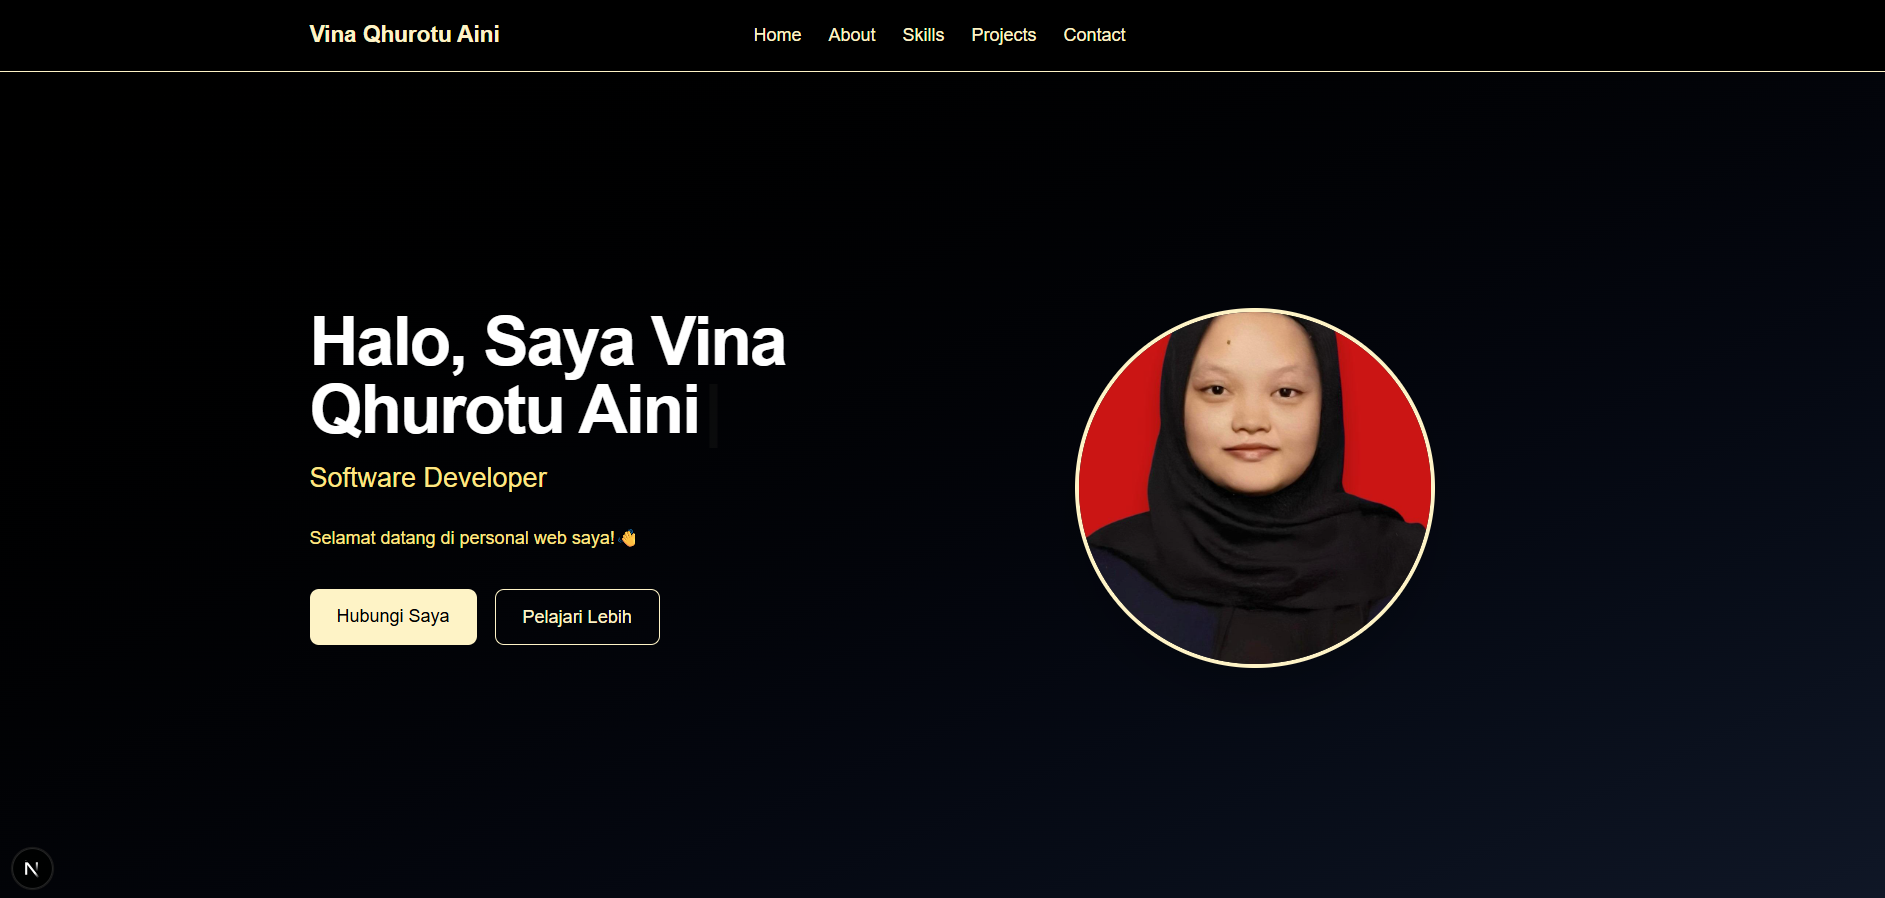 Vina Qhurotu Aini
Home About Skills Projects Contact
Halo, Saya Vina
Qhurotu Aini
Software Developer
Selamat datang di personal web saya! 👋
Hubungi Saya
Pelajari Lebih
N